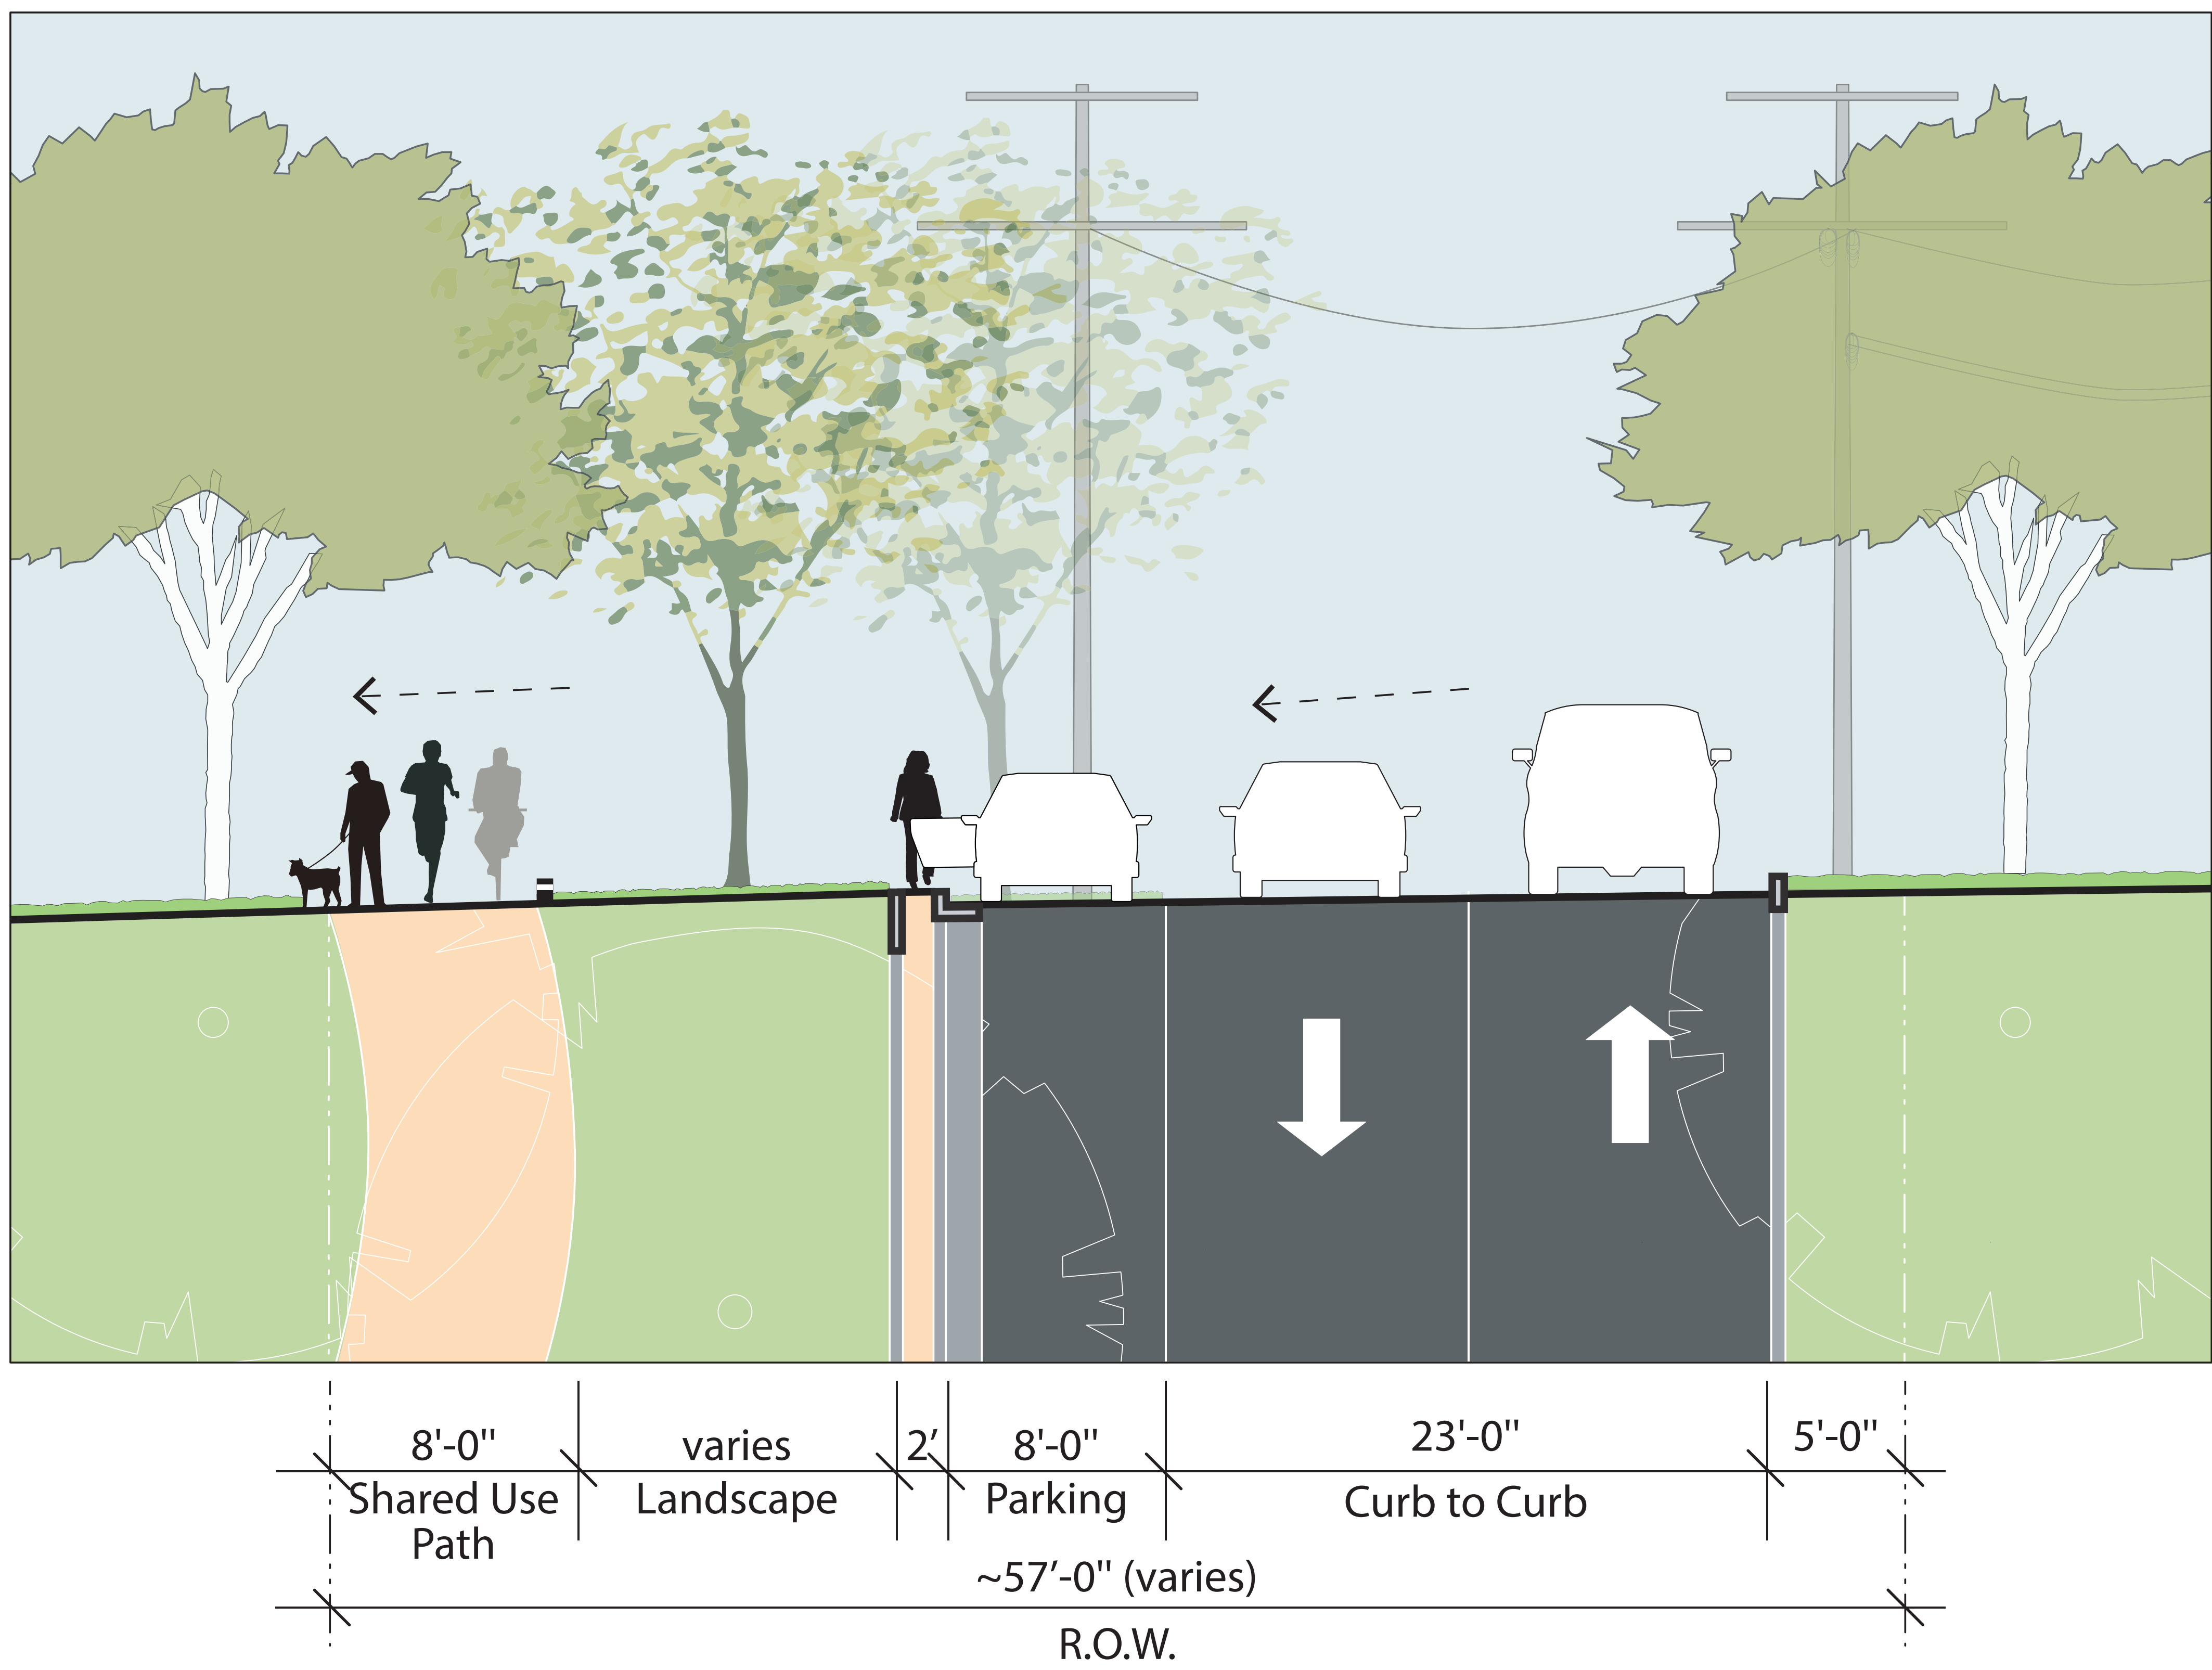 8'-0" varies 2’ 8'-0" 23'-0" 5'-0"
Shared Use Landscape Parking Curb to Curb
Path
~57’-0" (varies)
R.O.W.